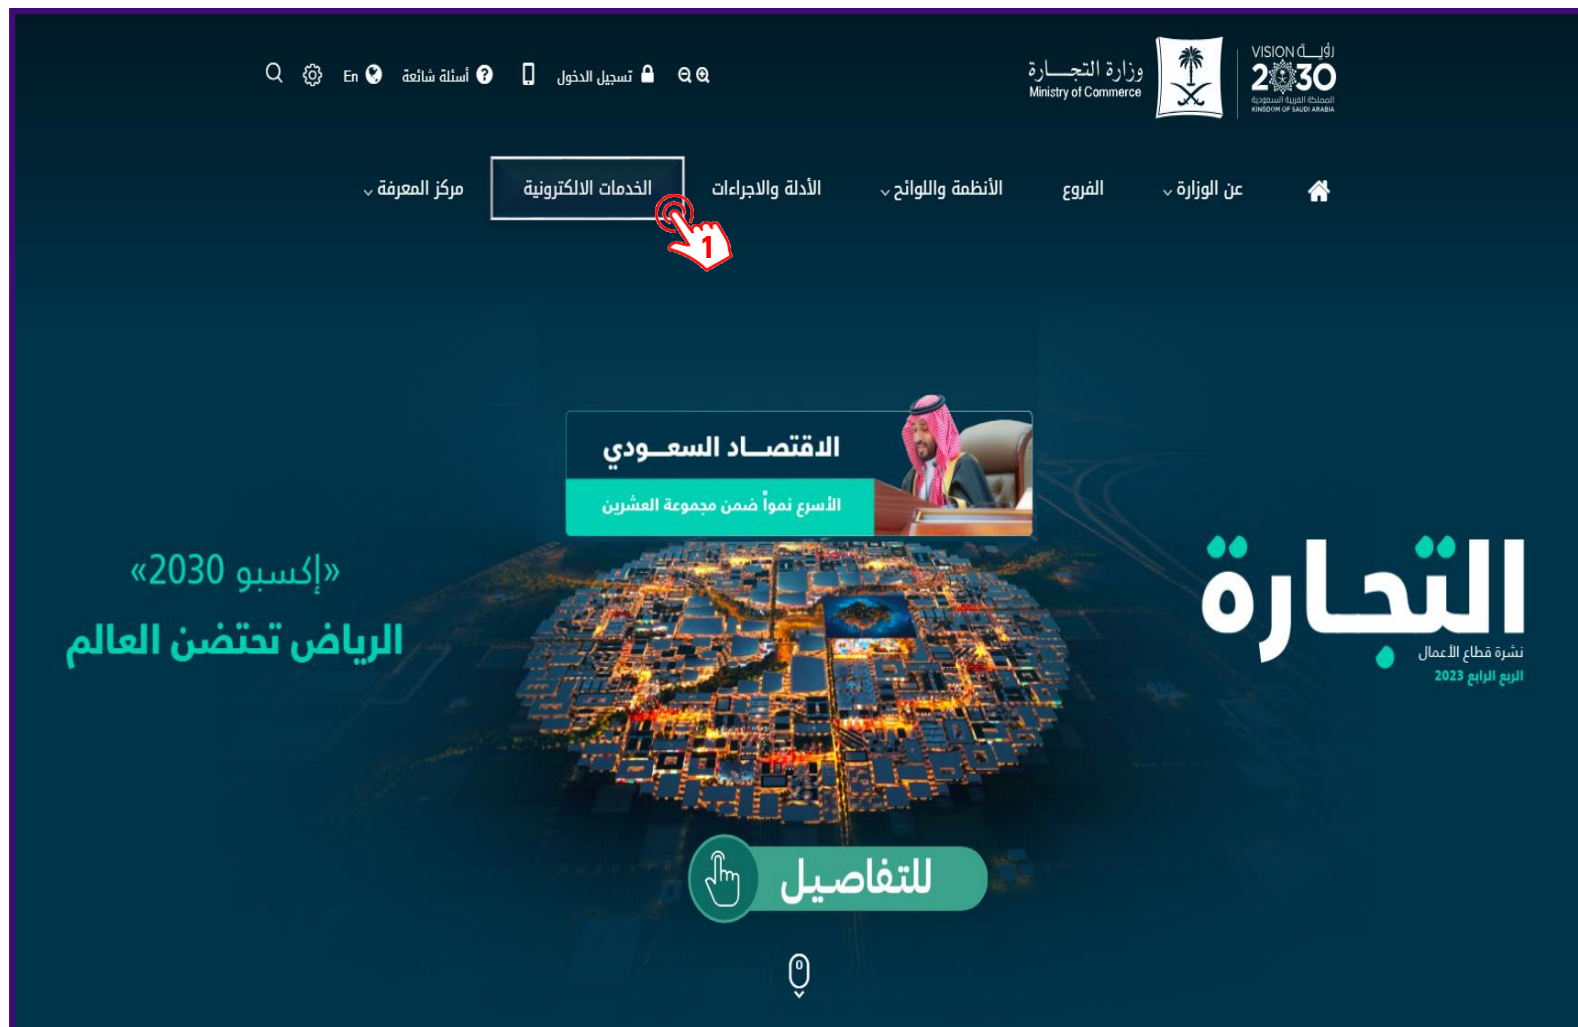 رؤيــة VISION
2030
المملكة العربية السعودية
KINGDOM OF SAUDI ARABIA
وزارة التجـــارة
Ministry of Commerce
تسجيل الدخول
أسئلة شائعة
En
عن الوزارة
الفروع
الأنظمة واللوائح
الأدلة والاجراءات
الخدمات الالكترونية
مركز المعرفة
1
الاقتصـــاد السعـــودي
الأسرع نمواً ضمن مجموعة العشرين
التجارة
نشرة قطاع الأعمال
الربع الرابع 2023
«إكسبو 2030»
الرياض تحتضن العالم
للتفاصيل